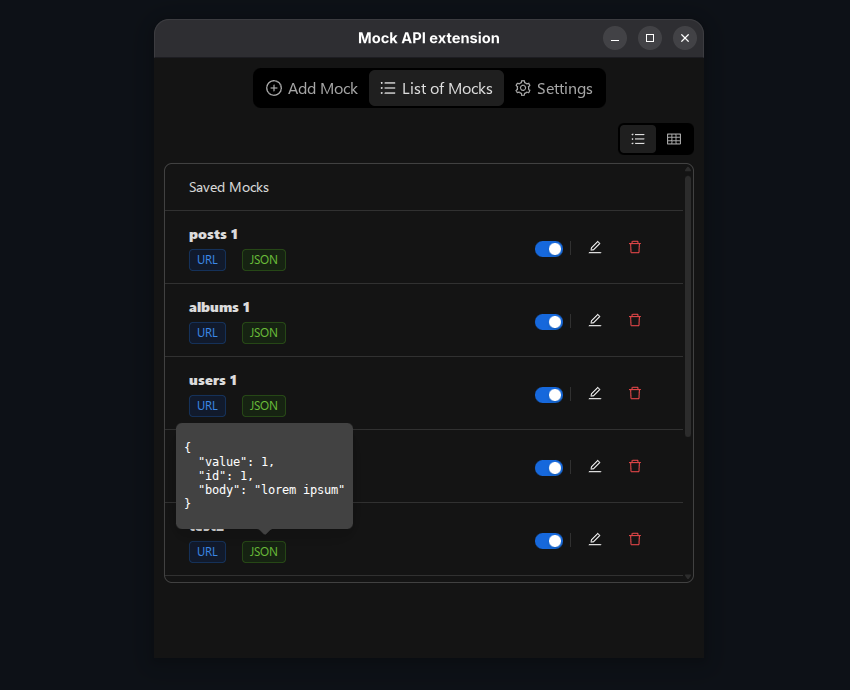 Mock API extension
Add Mock
List of Mocks
Settings
Saved Mocks
posts 1
URL
JSON
albums 1
URL
JSON
users 1
URL
JSON
{
"value": 1,
"id": 1,
"body": "lorem ipsum"
}
URL
JSON